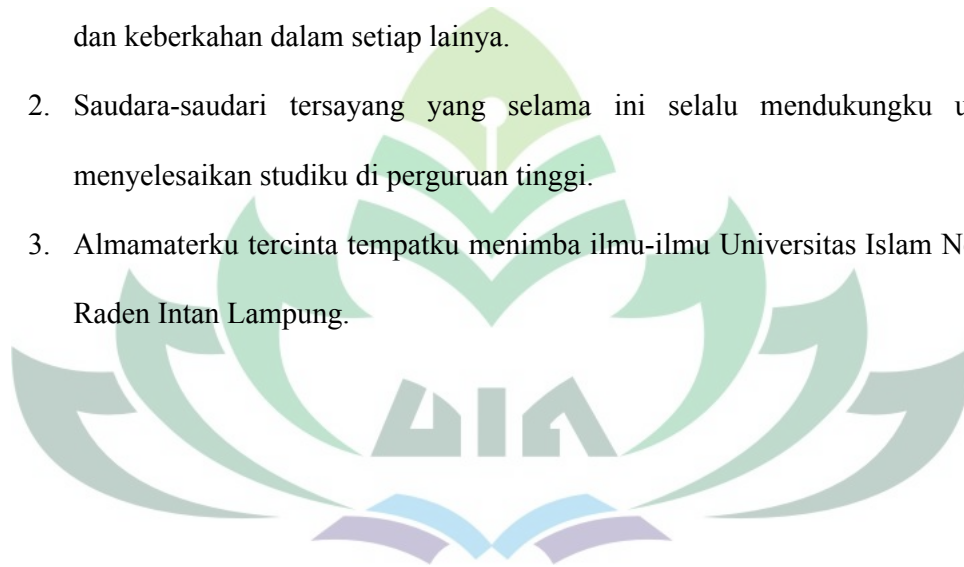 dan keberkahan dalam setiap lainya.
2. Saudara-saudari tersayang yang selama ini selalu mendukungku u
menyelesaikan studiku di perguruan tinggi.
3. Almamaterku tercinta tempatku menimba ilmu-ilmu Universitas Islam N
Raden Intan Lampung.
UIN